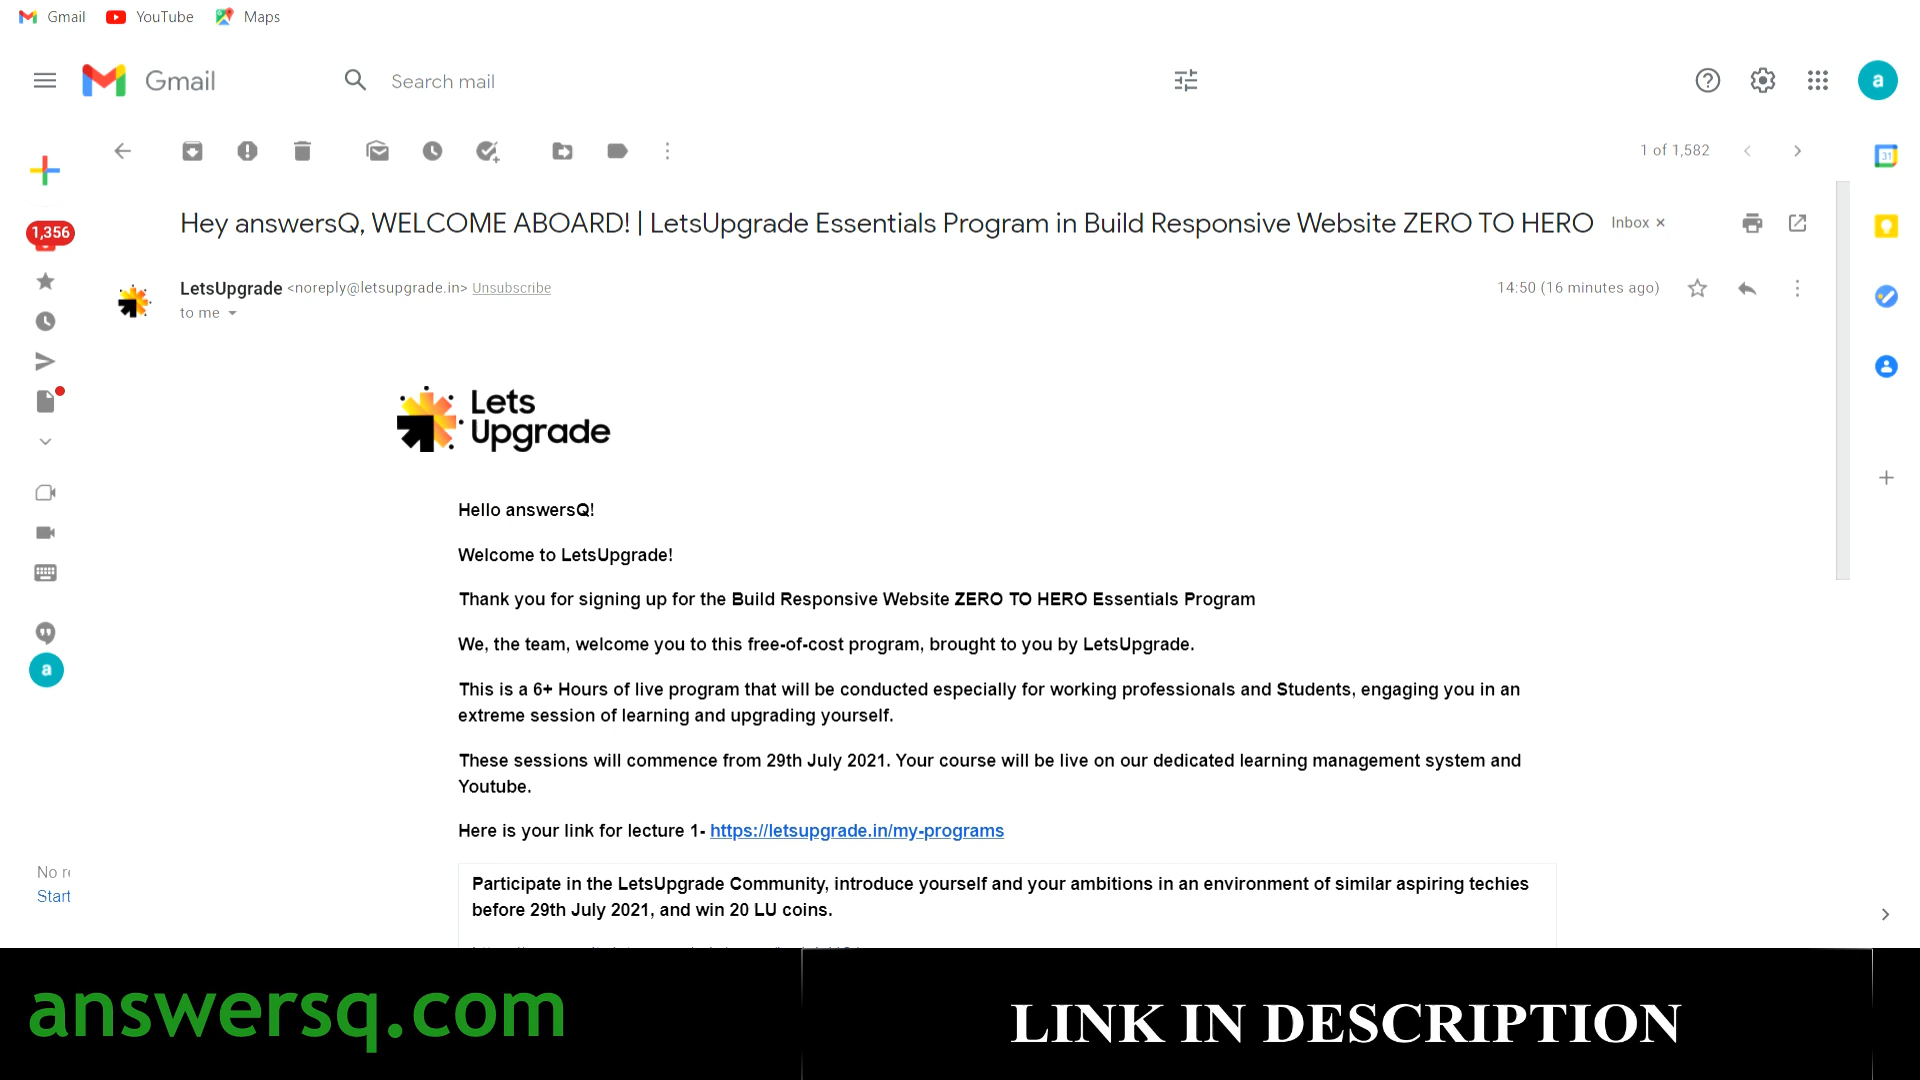 Gmail YouTube Maps
Gmail Search mail a
1 of 1,582
31
1,356
Hey answersQ, WELCOME ABOARD! | LetsUpgrade Essentials Program in Build Responsive Website ZERO TO HERO Inbox ×
LetsUpgrade <noreply@letsupgrade.in> Unsubscribe 14:50 (16 minutes ago)
to me
Lets
Upgrade
Hello answersQ!
Welcome to LetsUpgrade!
Thank you for signing up for the Build Responsive Website ZERO TO HERO Essentials Program
We, the team, welcome you to this free-of-cost program, brought to you by LetsUpgrade.
a
This is a 6+ Hours of live program that will be conducted especially for working professionals and Students, engaging you in an
extreme session of learning and upgrading yourself.
These sessions will commence from 29th July 2021. Your course will be live on our dedicated learning management system and
Youtube.
Here is your link for lecture 1- https://letsupgrade.in/my-programs
No
Start
Participate in the LetsUpgrade Community, introduce yourself and your ambitions in an environment of similar aspiring techies
before 29th July 2021, and win 20 LU coins.
answersq.com
LINK IN DESCRIPTION